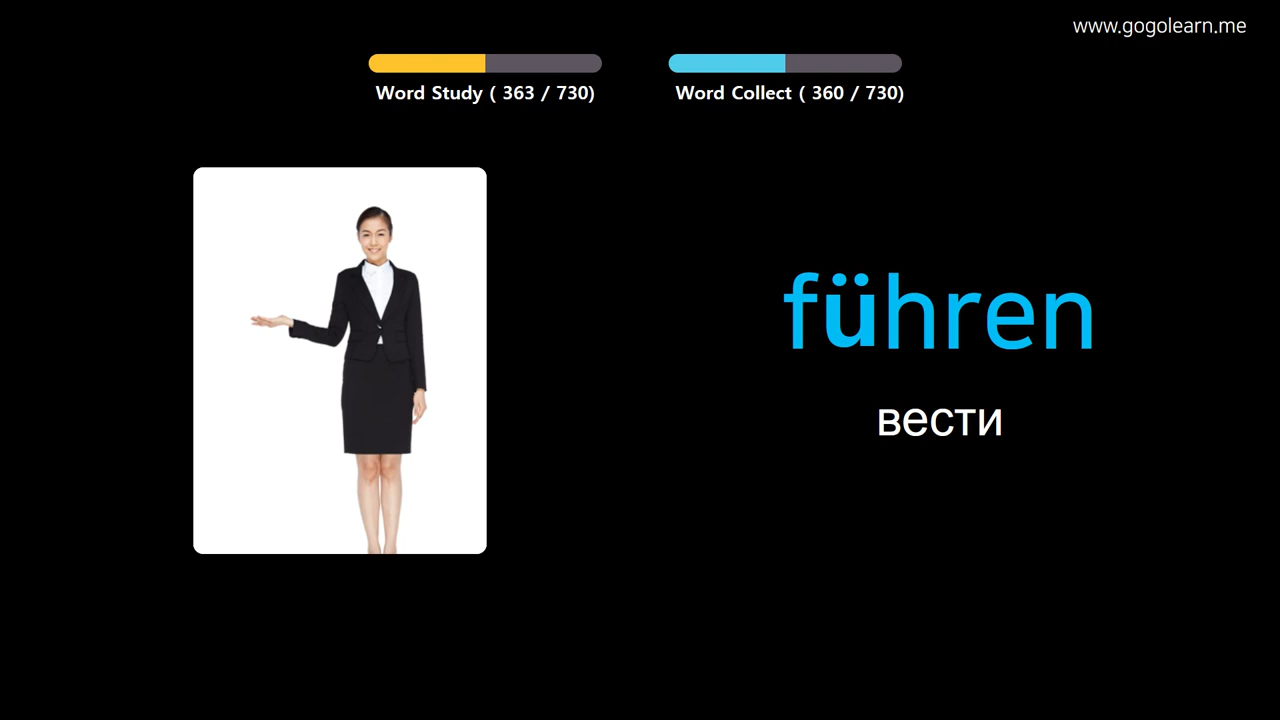 www.gogolearn.me
Word Study ( 363 / 730)
Word Collect ( 360 / 730)
führen
вести